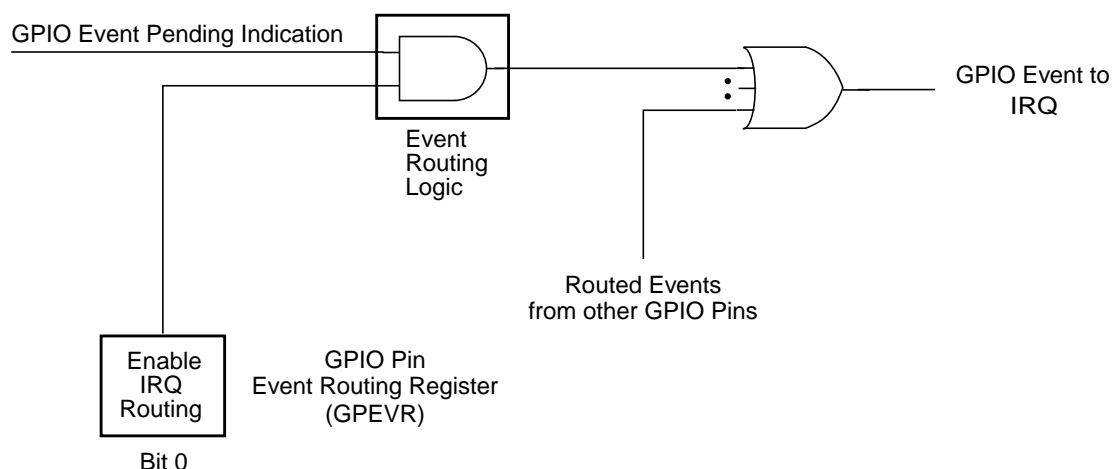 GPIO Event Pending Indication
GPIO Event to
IRQ
Event
Routing
Logic
Routed Events
from other GPIO Pins
Enable
IRQ
Routing
GPIO Pin
Event Routing Register
(GPEVR)
Bit 0